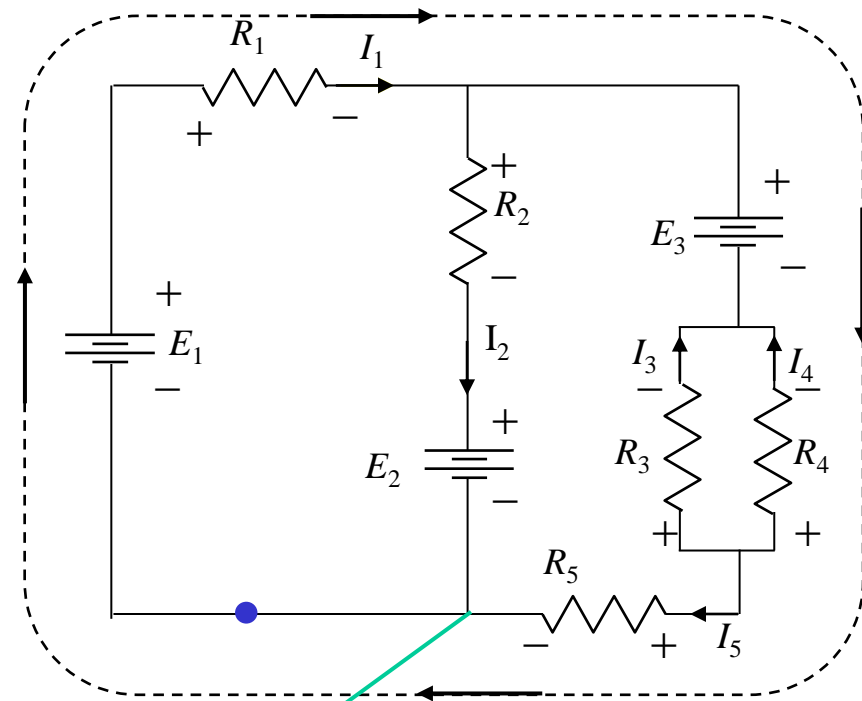 R1 I1
+ −
+
R2
−
+
E3
−
+
E1
−
I2
+
E2
−
I3 I4
− −
R3 R4
+ +
R5
− +
I5